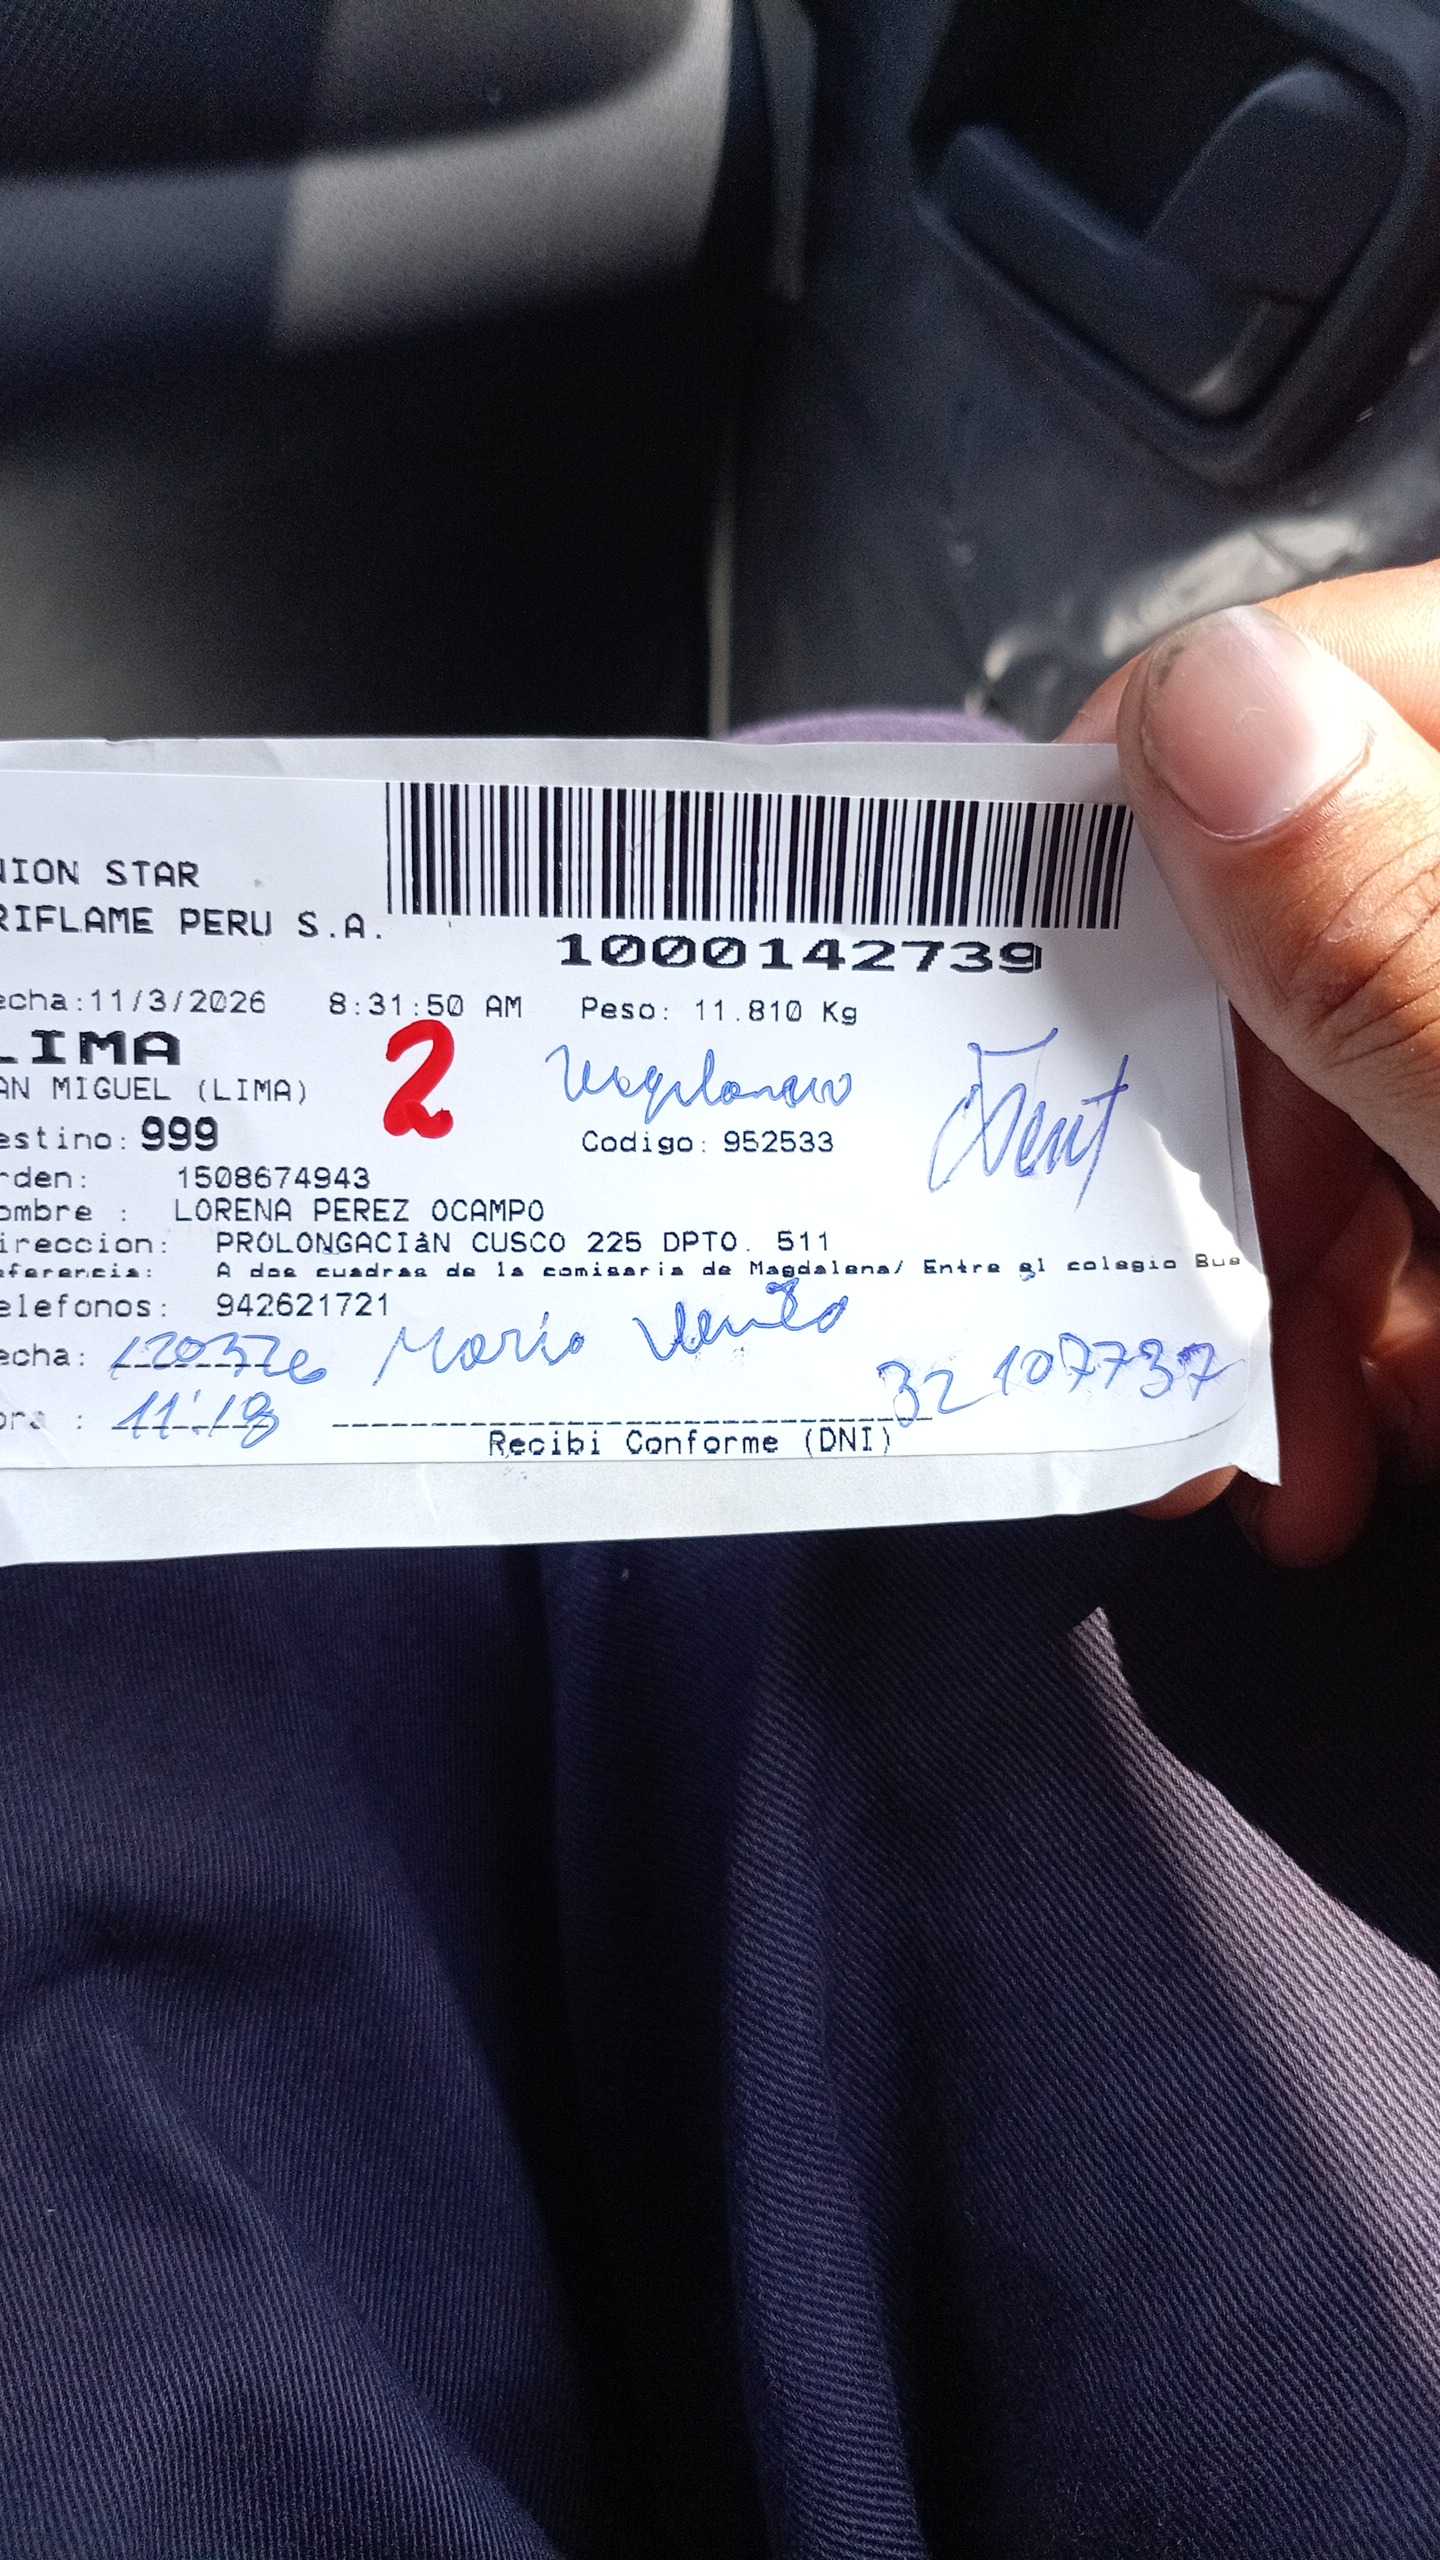 NION STAR
RIFLAME PERU S.A.
1000142739
echa:11/3/2026 8:31:50 AM Peso: 11.810 Kg
LIMA
AN MIGUEL (LIMA)
2
estino: 999
Codigo: 952533
rden: 1508674943
ombre : LORENA PEREZ OCAMPO
ireccion: PROLONGACIàN CUSCO 225 DPTO. 511
eferencia: A dos cuadras de la comisaria de Magdalena/ Entre el colegio Bue
elefonos: 942621721
echa: 120326 Mario
32107737
ora : 11:18
Recibi Conforme (DNI)